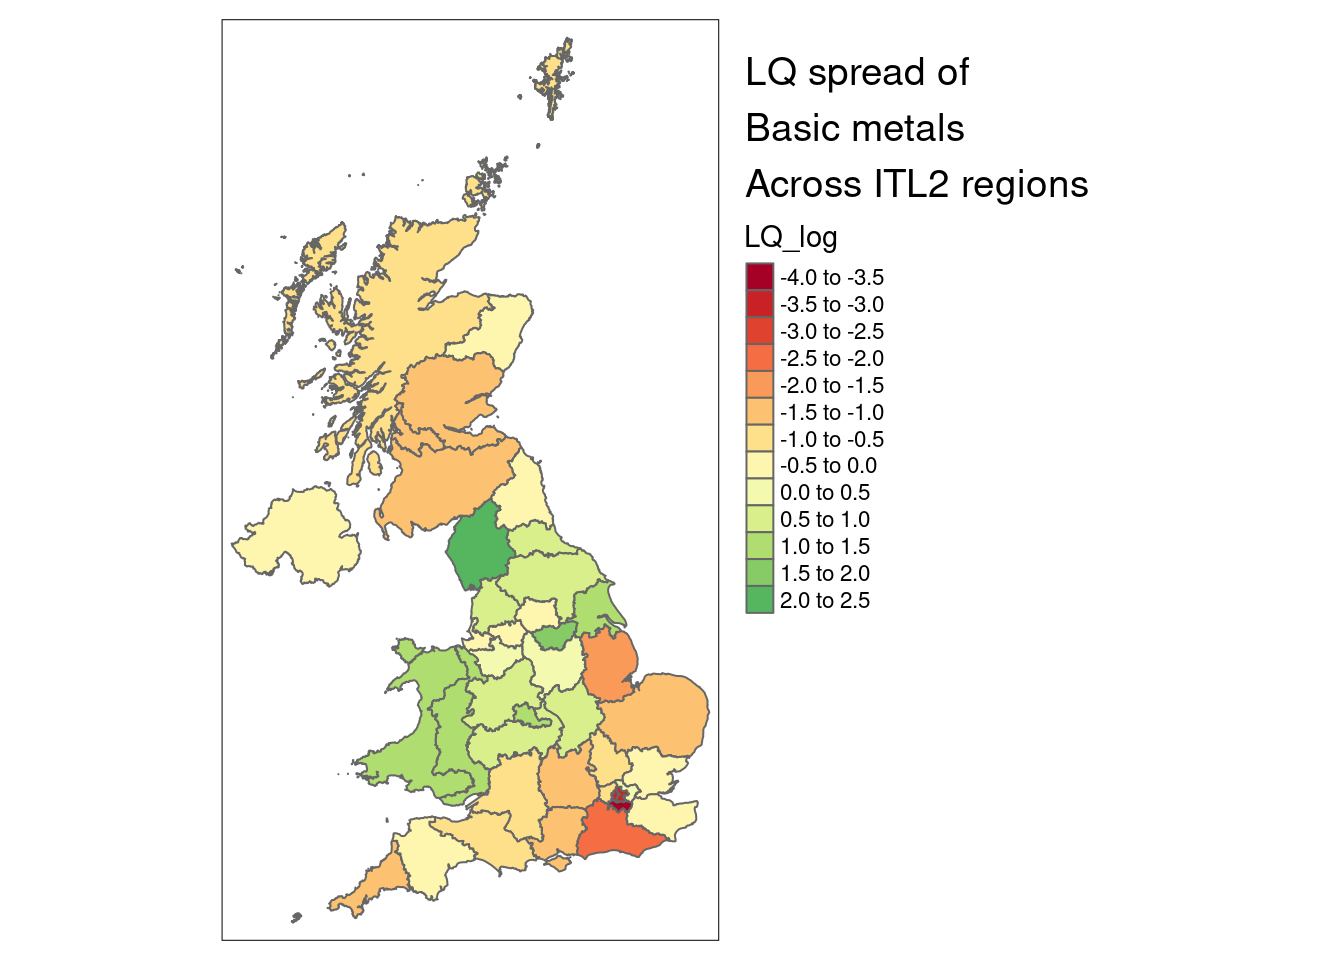 LQ spread of
Basic metals
Across ITL2 regions
LQ_log
-4.0 to -3.5
-3.5 to -3.0
-3.0 to -2.5
-2.5 to -2.0
-2.0 to -1.5
-1.5 to -1.0
-1.0 to -0.5
-0.5 to 0.0
0.0 to 0.5
0.5 to 1.0
1.0 to 1.5
1.5 to 2.0
2.0 to 2.5